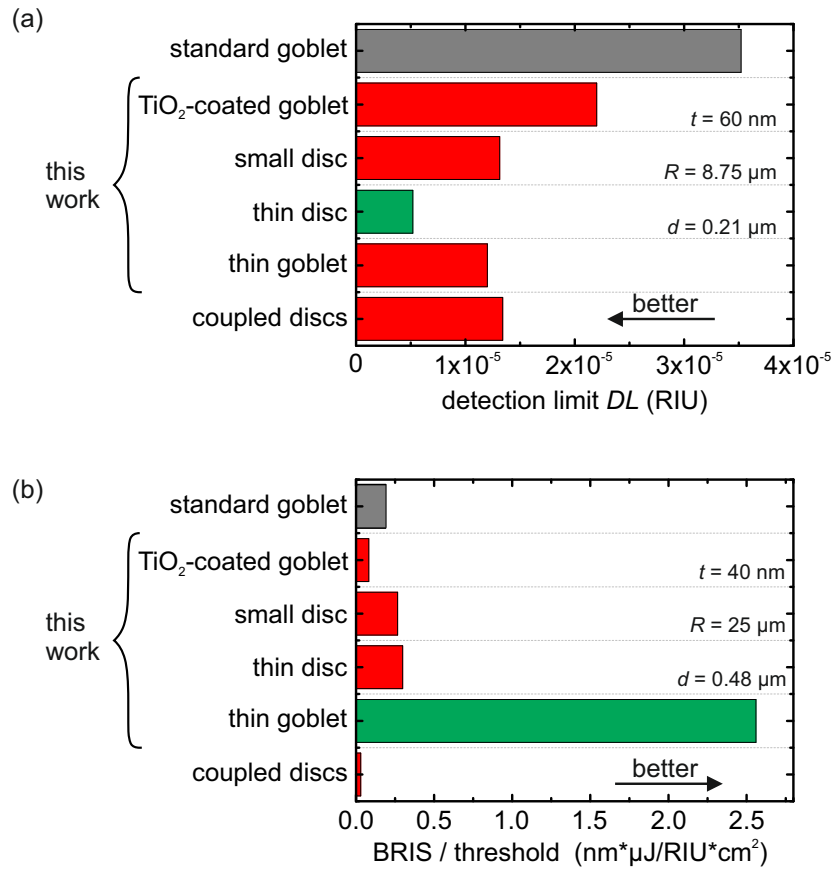 (a)
standard goblet
TiO₂-coated goblet
t = 60 nm
small disc
R = 8.75 µm
this
work
thin disc
d = 0.21 µm
thin goblet
coupled discs
better
0 1x10⁻⁵ 2x10⁻⁵ 3x10⁻⁵ 4x10⁻⁵
detection limit DL (RIU)
(b)
standard goblet
TiO₂-coated goblet
t = 40 nm
small disc
R = 25 µm
this
work
thin disc
d = 0.48 µm
thin goblet
coupled discs
better
0.0 0.5 1.0 1.5 2.0 2.5
BRIS / threshold (nm*µJ/RIU*cm²)